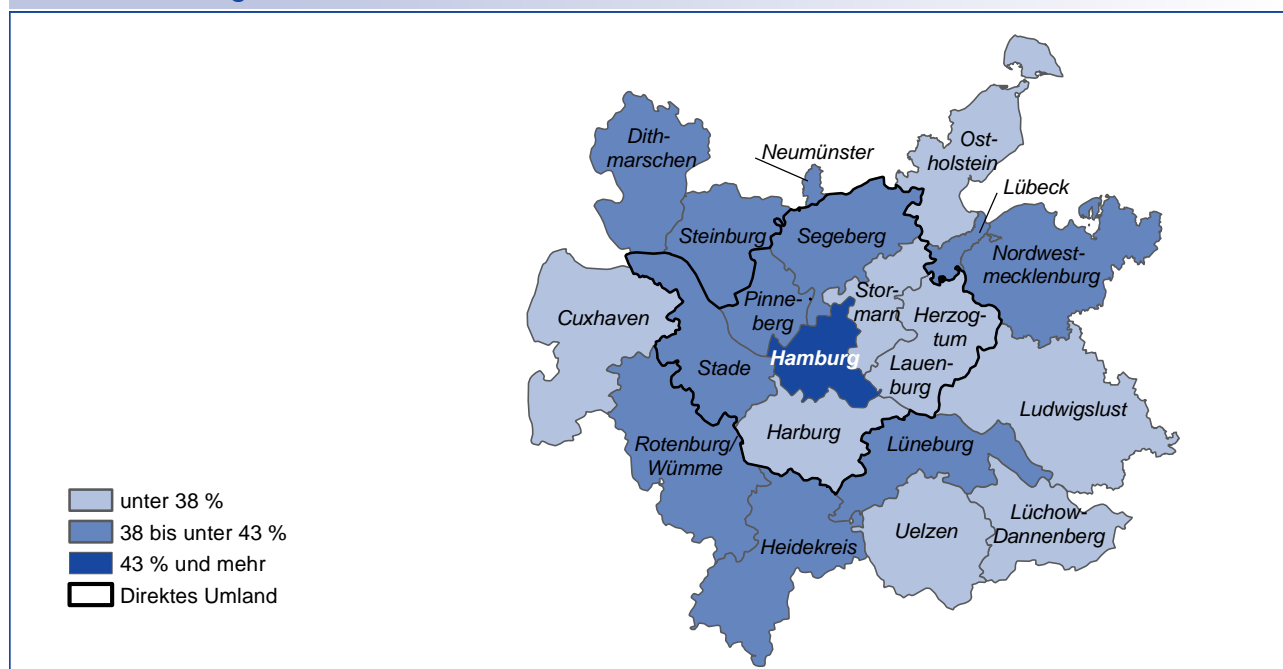 Dith-
marschen
Neumünster
Ost-
holstein
Lübeck
Steinburg
Segeberg
Nordwest-
mecklenburg
Cuxhaven
Pinne-
berg
Stor-
marn
Herzog-
tum
Lauen-
burg
Hamburg
Stade
Ludwigslust
Harburg
Lüneburg
Rotenburg/
Wümme
Lüchow-
Dannenberg
Uelzen
Heidekreis
unter 38 %
38 bis unter 43 %
43 % und mehr
Direktes Umland